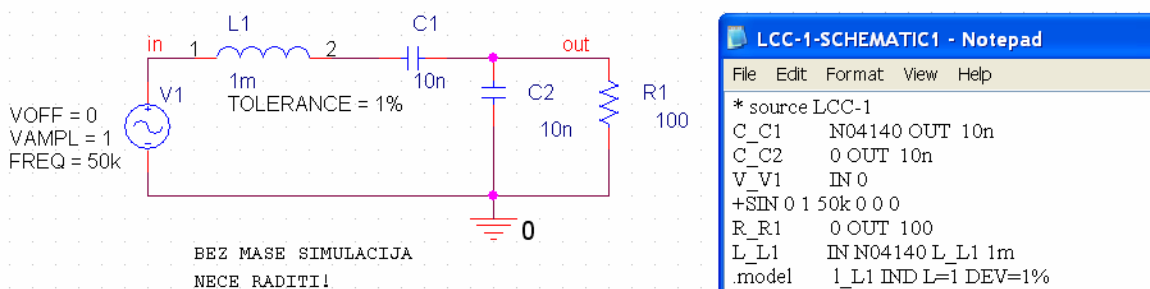 L1
C1
in
1
2
out
1m
10n
TOLERANCE = 1%
V1
VOFF = 0
VAMPL = 1
FREQ = 50k
C2
10n
R1
100
0
BEZ MASE SIMULACIJA
NECE RADITI!
LCC-1-SCHEMATIC1 - Notepad
File Edit Format View Help
* source LCC-1
C_C1 N04140 OUT 10n
C_C2 0 OUT 10n
V_V1 IN 0
+SIN 0 1 50k 0 0 0
R_R1 0 OUT 100
L_L1 IN N04140 L_L1 1m
.model l_L1 IND L=1 DEV=1%